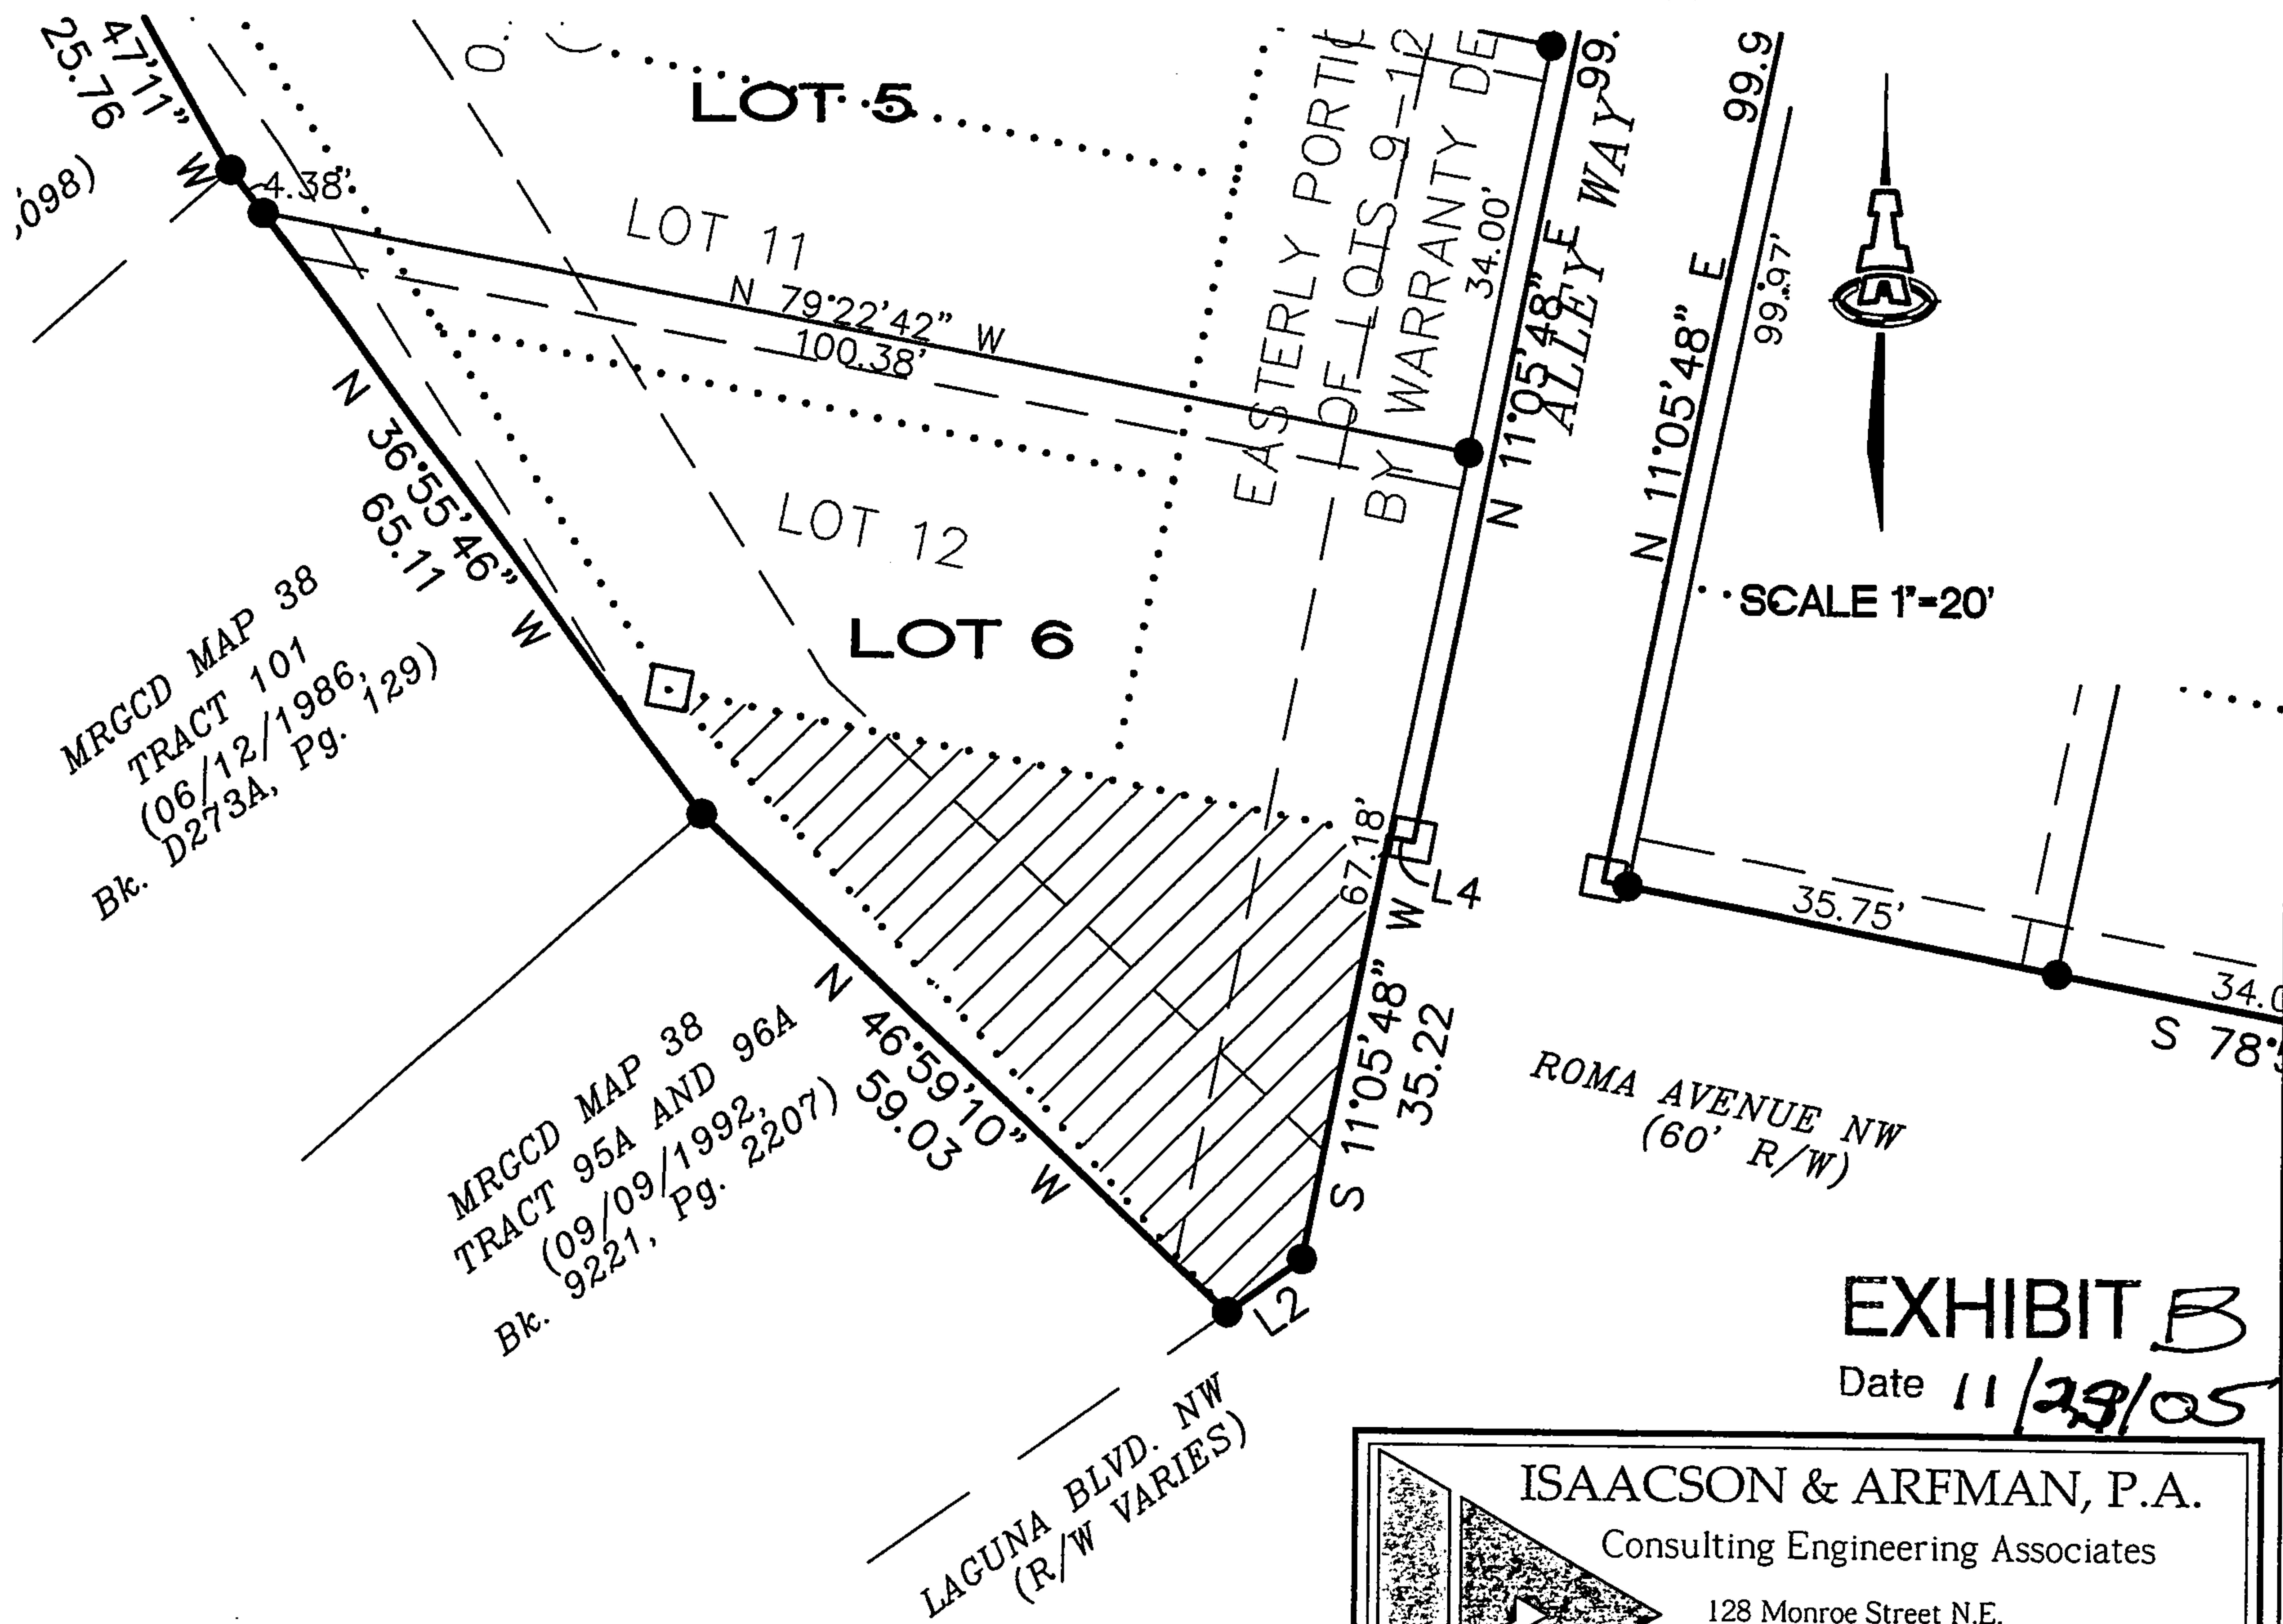 47'11" W
25.76
,098)
4.38'
LOT 5
LOT 11
N 79°22'42" W
100.38'
EASTERLY
OF LOTS 9-12
BY WARRANTY
34.00'
N 11°05'48" E
99.
ALLEY WAY
99.9
N 11°05'48" E
99.97'
SCALE 1"=20'
N 36°55'46" W
65.11
LOT 12
LOT 6
MRGCD MAP 38
TRACT 101
(06/12/1986,
Bk. D273A, Pg. 129)
67.18'
L4
35.75'
34.0
S 78°
S 11°05'48" W
35.22
ROMA AVENUE NW
(60' R/W)
N 46°59'10" W
59.03
MRGCD MAP 38
TRACT 95A AND 96A
(09/09/1992,
Bk. 9221, Pg. 2207)
L2
LAGUNA BLVD. NW
(R/W VARIES)
EXHIBIT B
Date 11/23/05
ISAACSON & ARFMAN, P.A.
Consulting Engineering Associates
128 Monroe Street N.E.